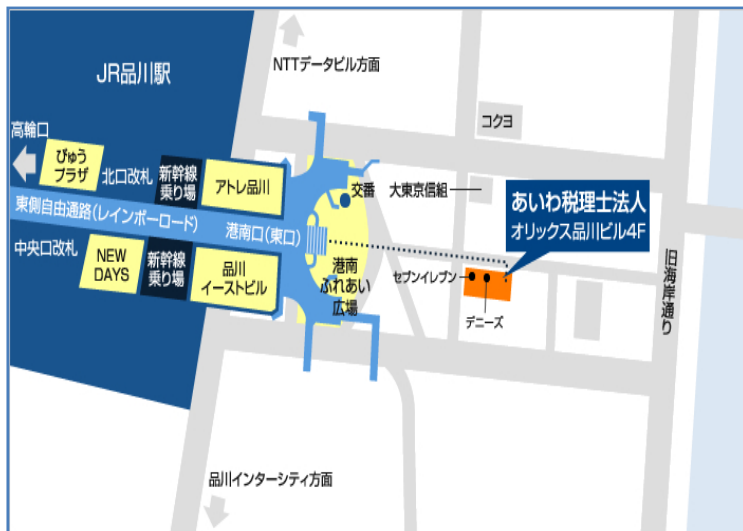 NTTデータビル方面
JR品川駅
コクヨ
高輪口
びゅう
プラザ
北口改札
新幹線
乗り場
アトレ品川
交番
大東京信組
あいわ税理士法人
オリックス品川ビル4F
東側自由通路(レインボーロード)
港南口(東口)
中央口改札
NEW
DAYS
新幹線
乗り場
品川
イーストビル
港南
ふれあい
広場
セブンイレブン
デニーズ
旧海岸通り
品川インターシティ方面